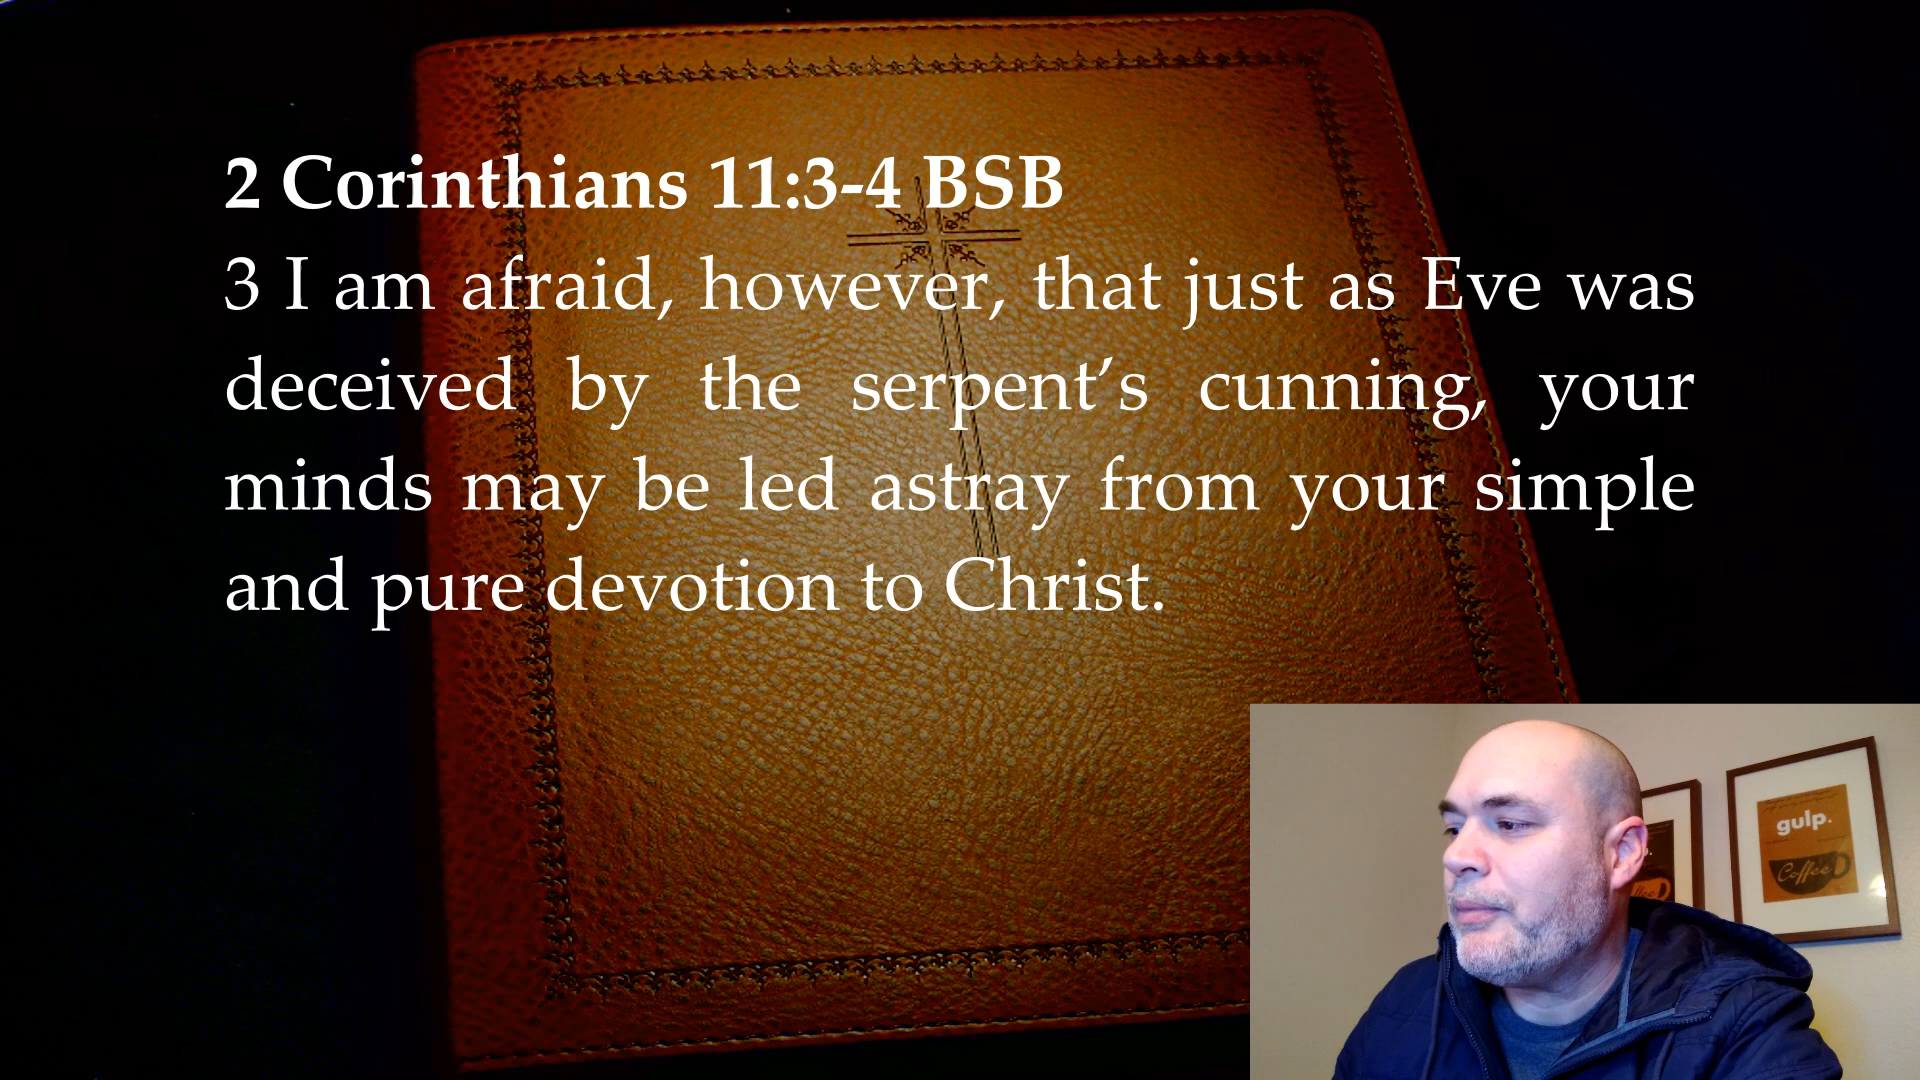 2 Corinthians 11:3-4 BSB
3 I am afraid, however, that just as Eve was
deceived by the serpent’s cunning, your
minds may be led astray from your simple
and pure devotion to Christ.
gulp.
Coffee